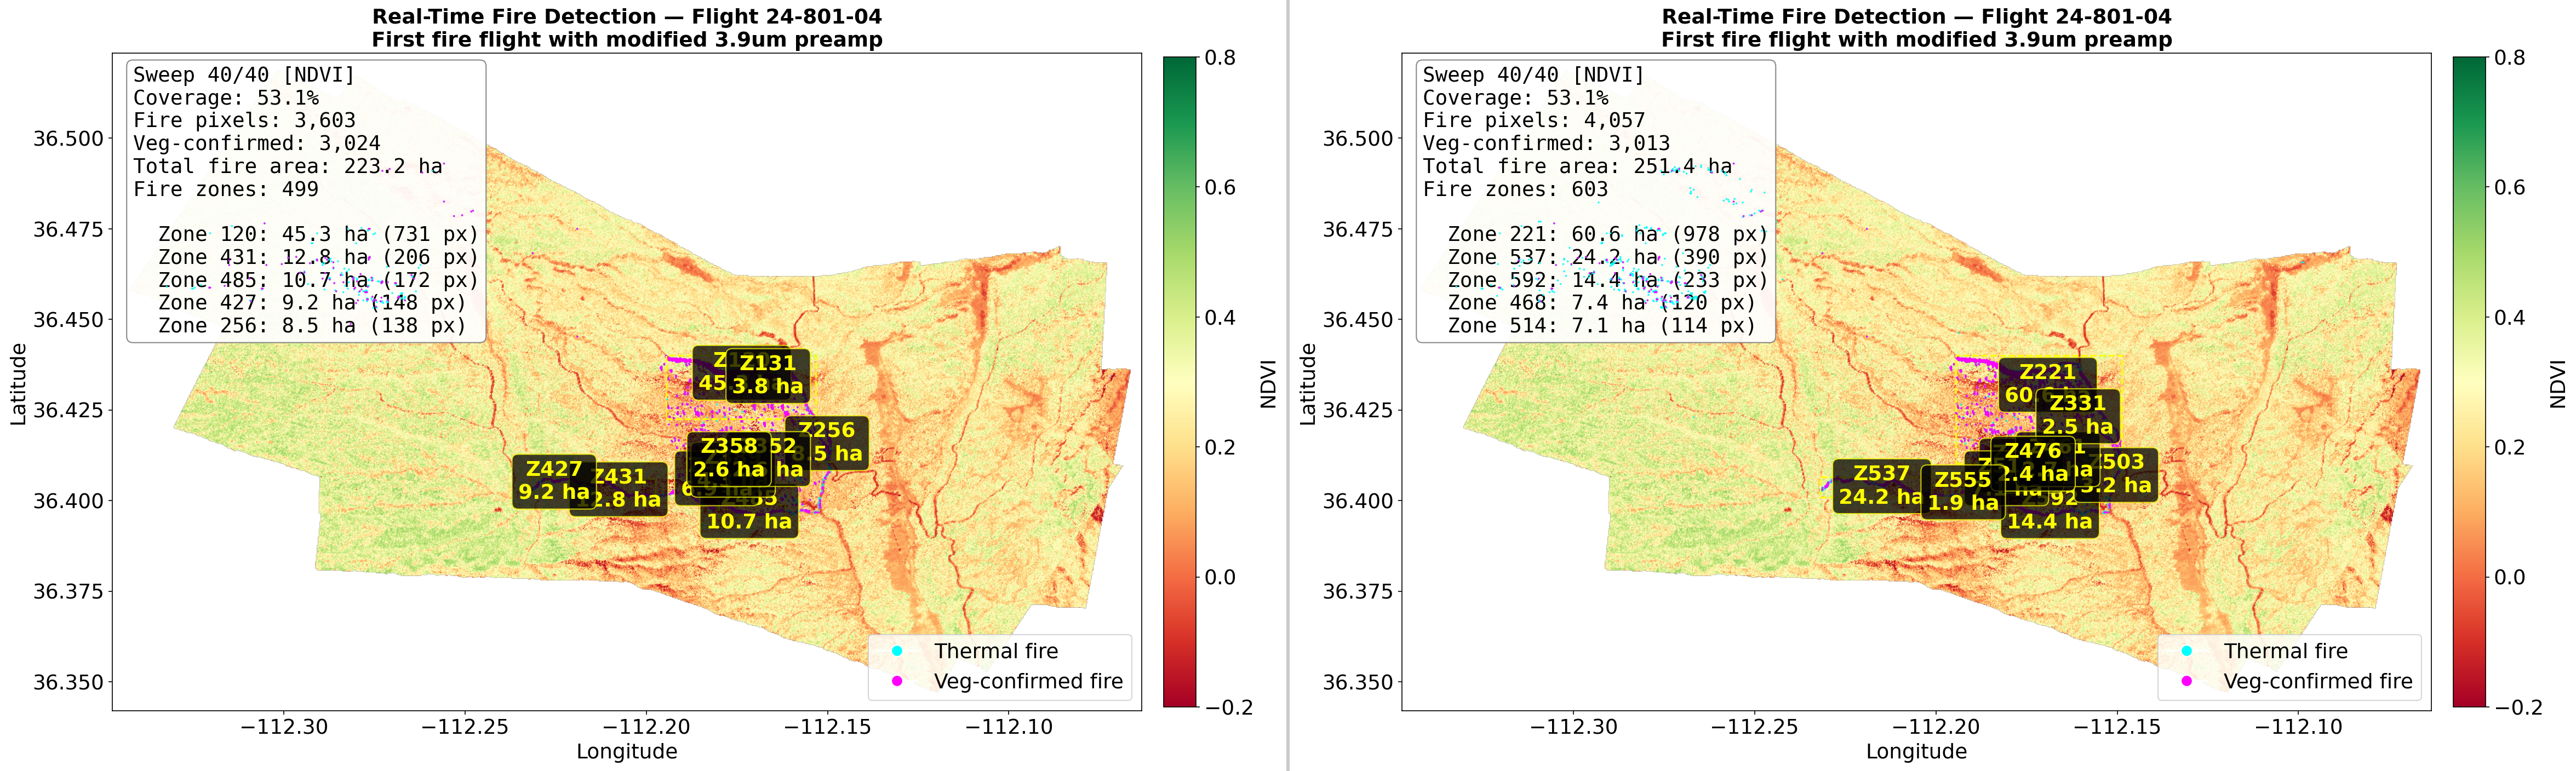 Real-Time Fire Detection — Flight 24-801-04
First fire flight with modified 3.9um preamp
Sweep 40/40 [NDVI]
Coverage: 53.1%
Fire pixels: 3,603
Veg-confirmed: 3,024
Total fire area: 223.2 ha
Fire zones: 499
Zone 120: 45.3 ha (731 px)
Zone 431: 12.8 ha (206 px)
Zone 485: 10.7 ha (172 px)
Zone 427: 9.2 ha (148 px)
Zone 256: 8.5 ha (138 px)
36.500
36.475
36.450
36.425
36.400
36.375
36.350
Latitude
Z131
3.8 ha
Z256
Z358
2.6 ha
Z427
9.2 ha
Z431
10.7 ha
Thermal fire
Veg-confirmed fire
−112.30
−112.25
−112.20
−112.15
−112.10
Longitude
0.8
0.6
0.4
0.2
0.0
−0.2
NDVI
Real-Time Fire Detection — Flight 24-801-04
First fire flight with modified 3.9um preamp
Sweep 40/40 [NDVI]
Coverage: 53.1%
Fire pixels: 4,057
Veg-confirmed: 3,013
Total fire area: 251.4 ha
Fire zones: 603
Zone 221: 60.6 ha (978 px)
Zone 537: 24.2 ha (390 px)
Zone 592: 14.4 ha (233 px)
Zone 468: 7.4 ha (120 px)
Zone 514: 7.1 ha (114 px)
36.500
36.475
36.450
36.425
36.400
36.375
36.350
Latitude
Z221
Z331
2.5 ha
Z476
2.4 ha
Z503
Z537
24.2 ha
Z555
1.9 ha
14.4 ha
Thermal fire
Veg-confirmed fire
−112.30
−112.25
−112.20
−112.15
−112.10
Longitude
0.8
0.6
0.4
0.2
0.0
−0.2
NDVI